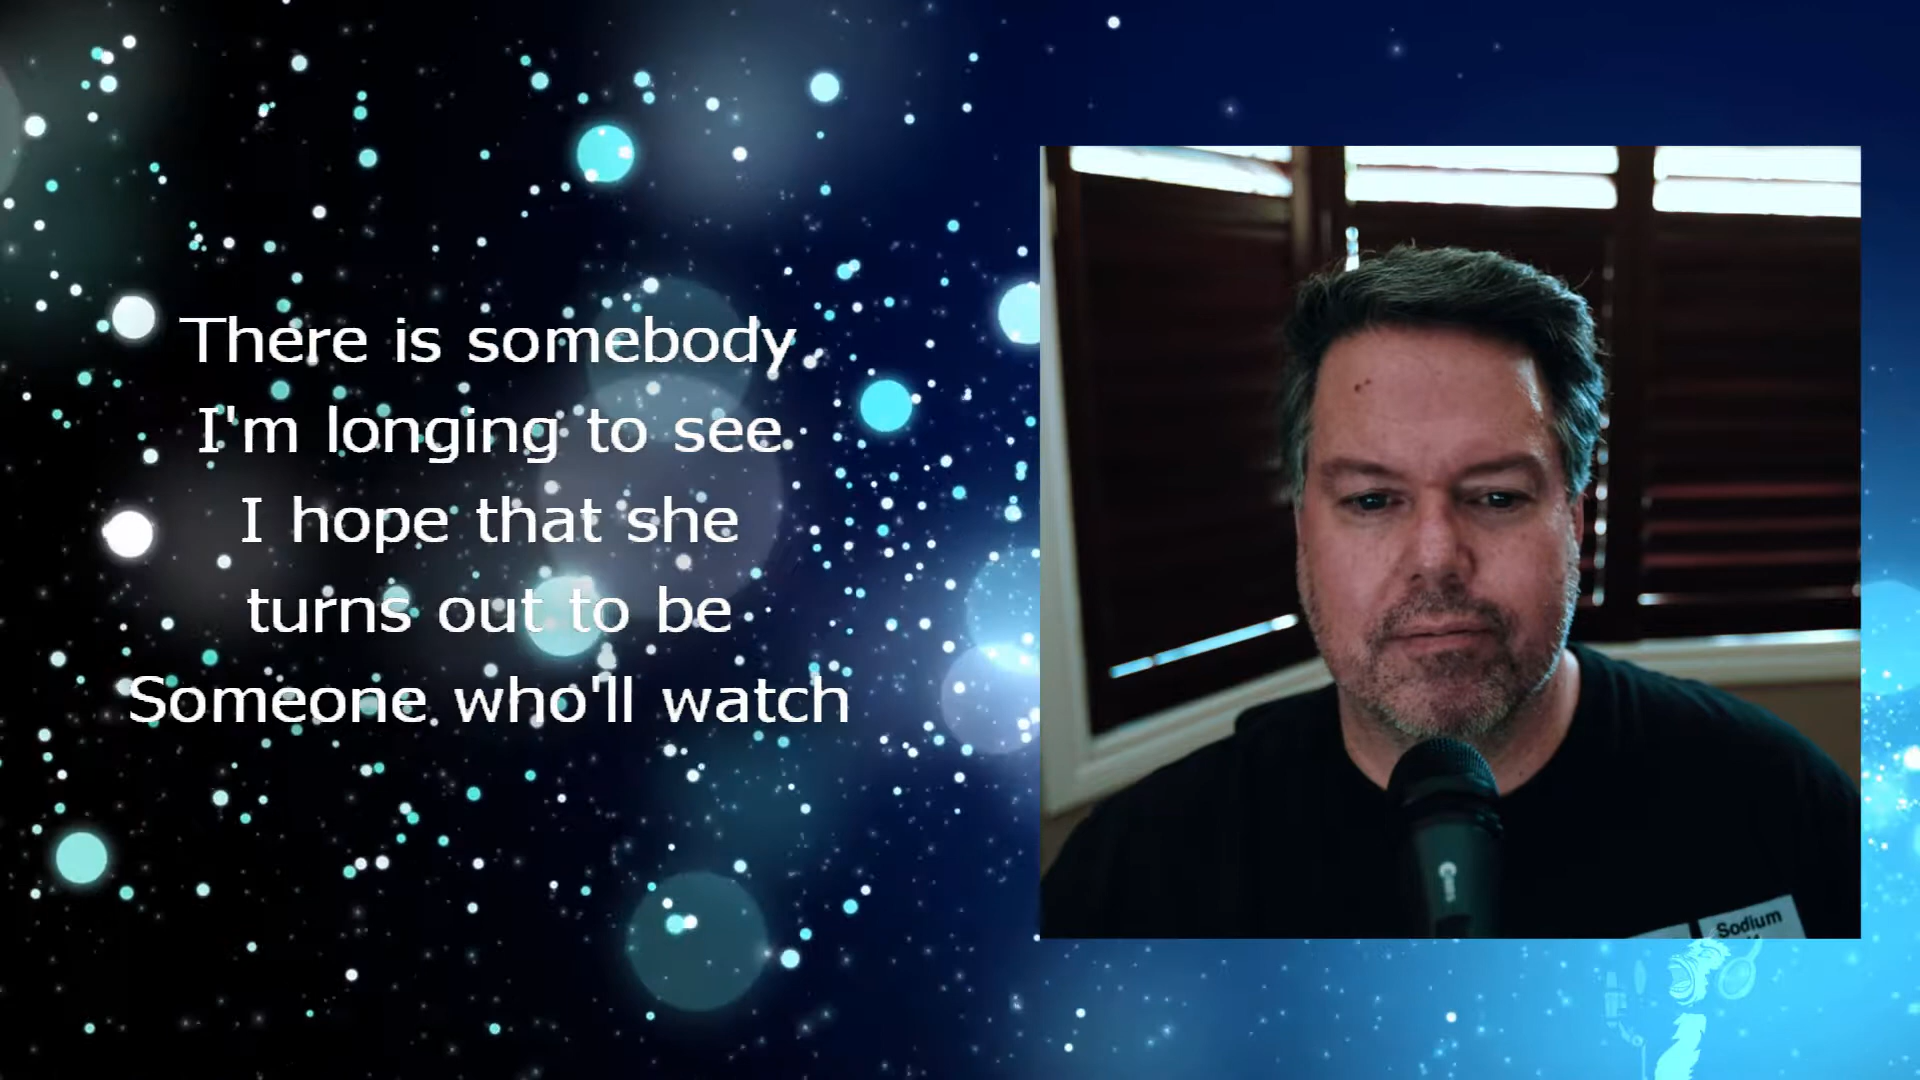 There is somebody
I'm longing to see
I hope that she
turns out to be
Someone who'll watch
Sodium